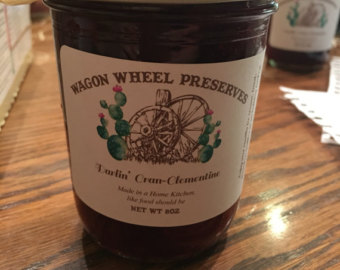 WAGON WHEEL PRESERVES
Darlin' Cran-Clementine
Made in a Home Kitchen,
like food should be
NET WT 8OZ